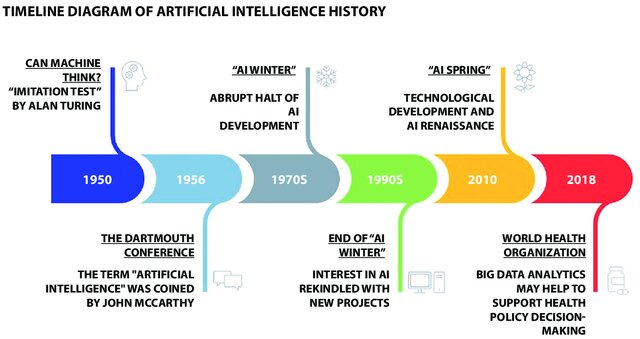 TIMELINE DIAGRAM OF ARTIFICIAL INTELLIGENCE HISTORY
CAN MACHINE
THINK?
"IMITATION TEST"
BY ALAN TURING
"AI WINTER"
ABRUPT HALT OF
AI
DEVELOPMENT
"AI SPRING"
TECHNOLOGICAL
DEVELOPMENT AND
AI RENAISSANCE
1950
1956
1970S
1990S
2010
2018
THE DARTMOUTH
CONFERENCE
THE TERM "ARTIFICIAL
INTELLIGENCE" WAS COINED
BY JOHN MCCARTHY
END OF "AI
WINTER"
INTEREST IN AI
REKINDLED WITH
NEW PROJECTS
WORLD HEALTH
ORGANIZATION
BIG DATA ANALYTICS
MAY HELP TO
SUPPORT HEALTH
POLICY DECISION-
MAKING